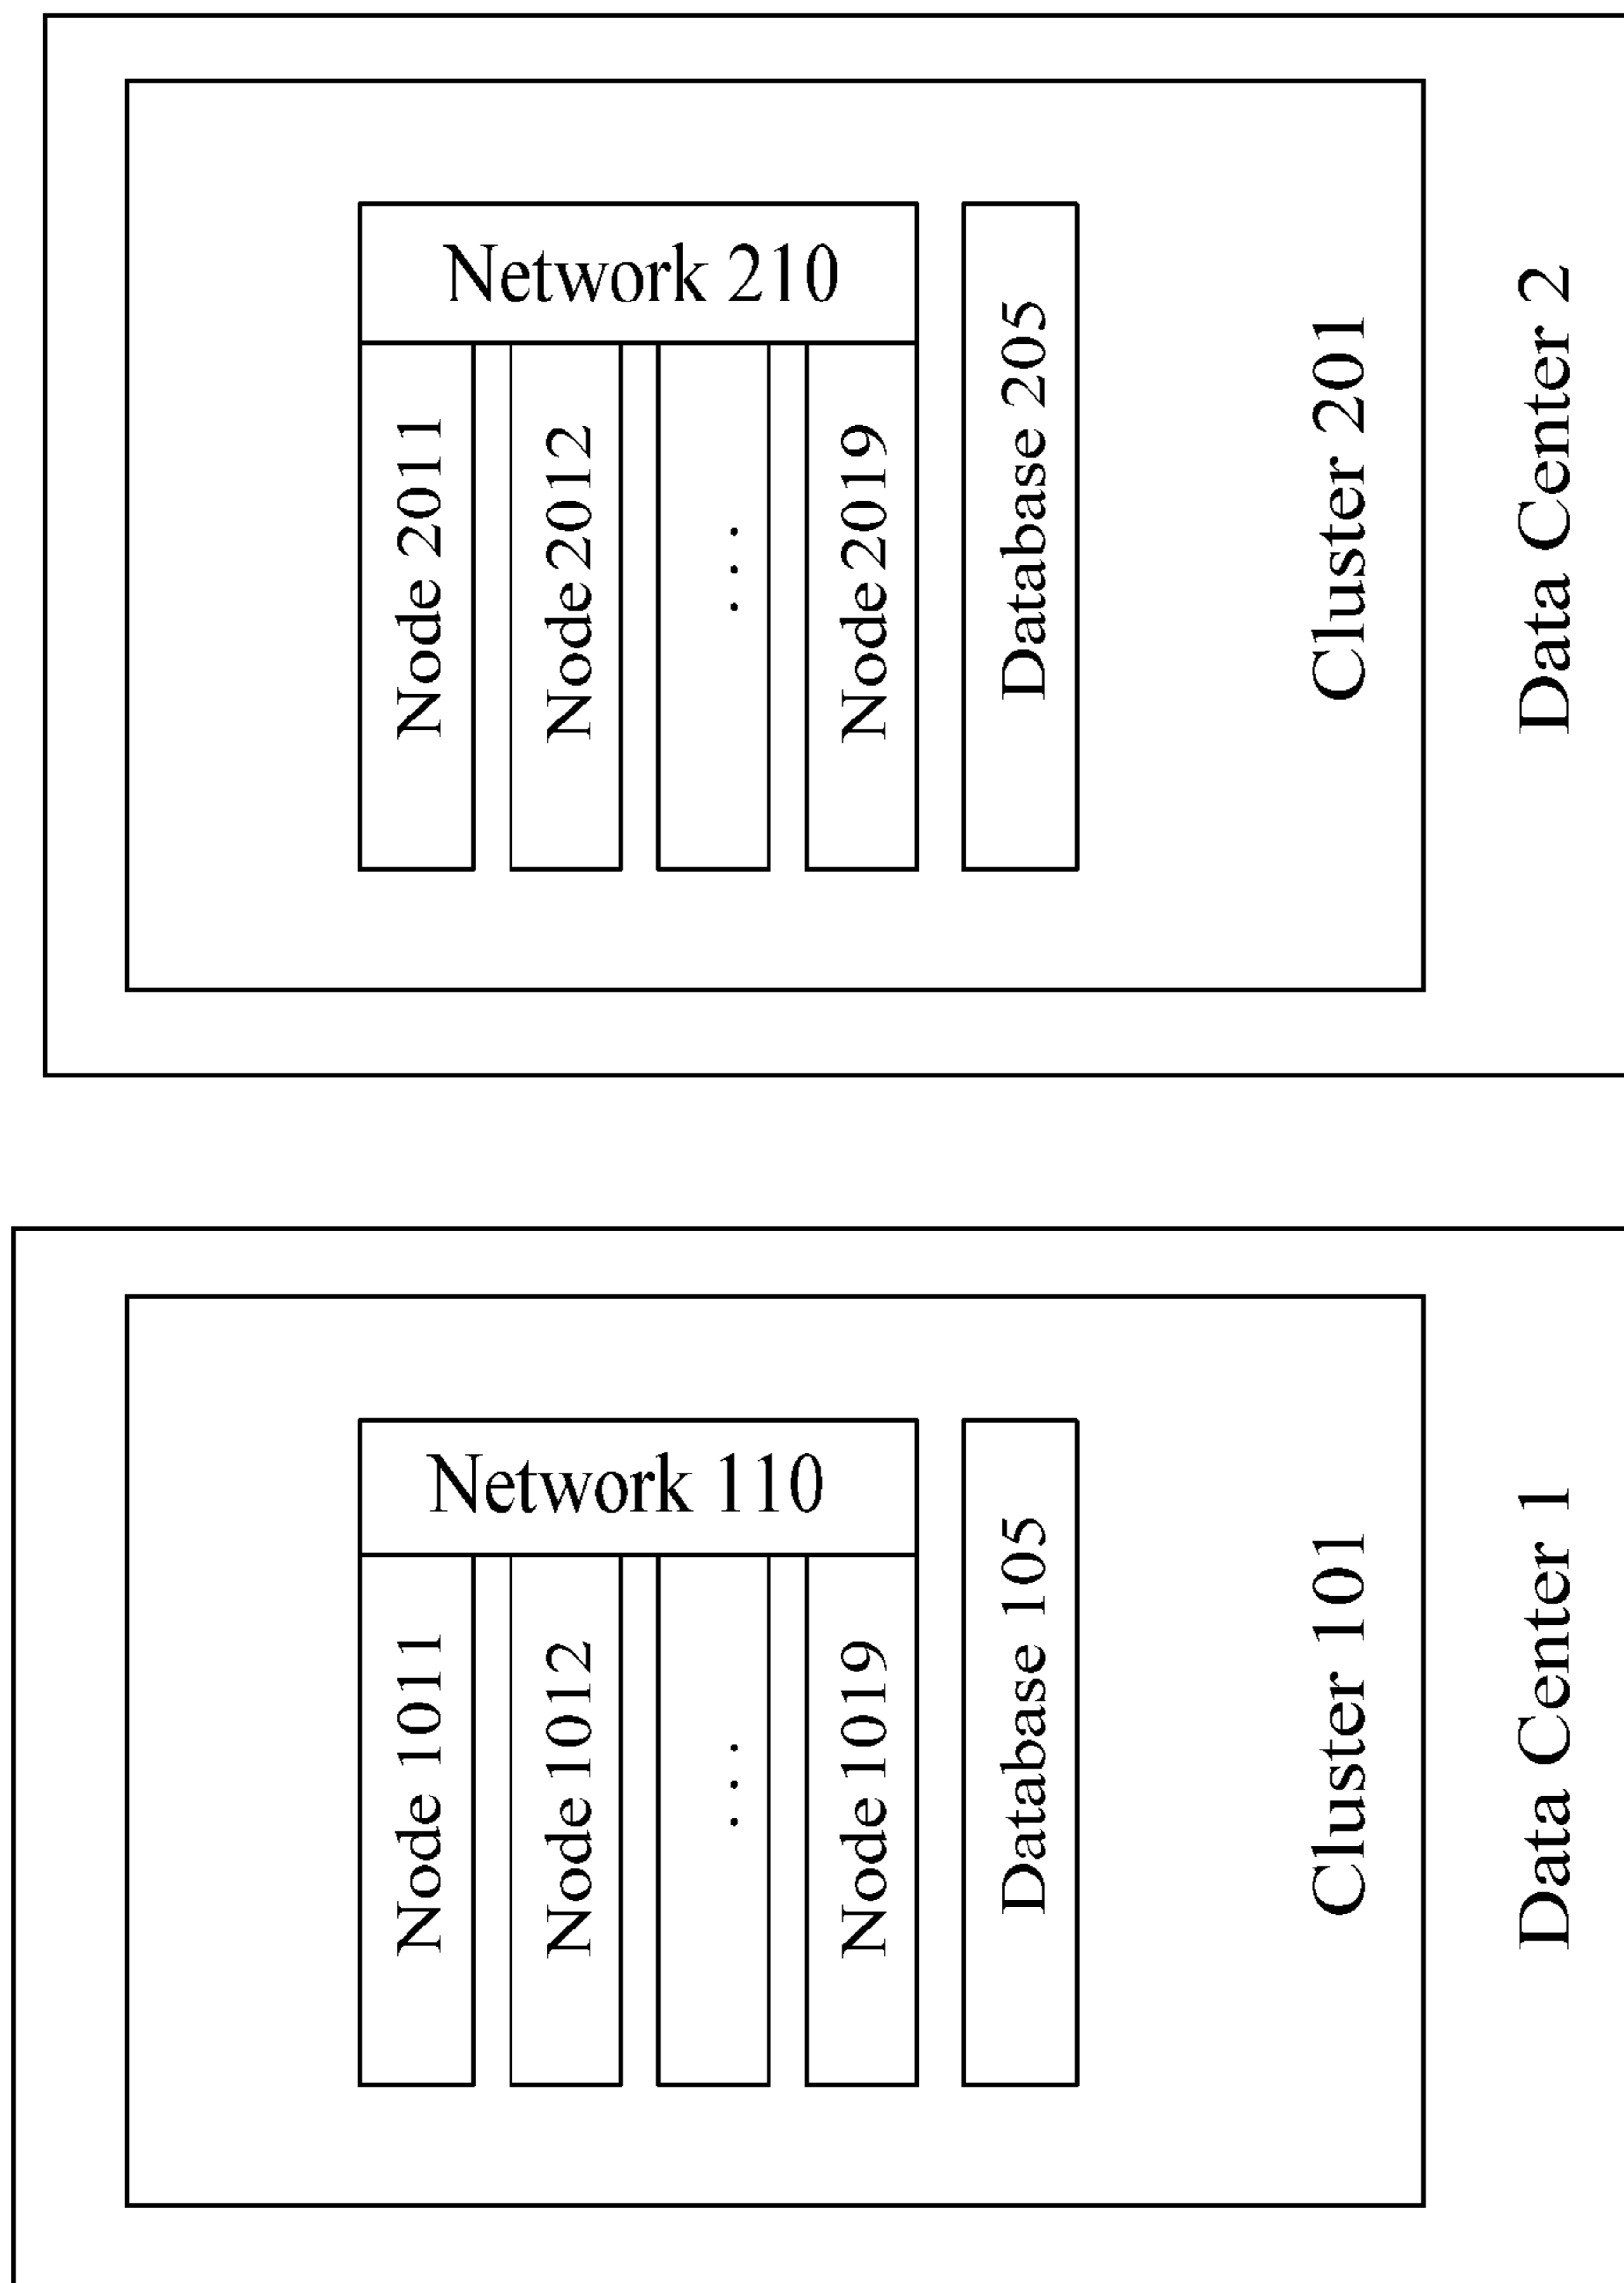 Network 210
Node 2011
Node 2012
...
Node 2019
Database 205
Cluster 201
Data Center 2
Network 110
Node 1011
Node 1012
...
Node 1019
Database 105
Cluster 101
Data Center 1